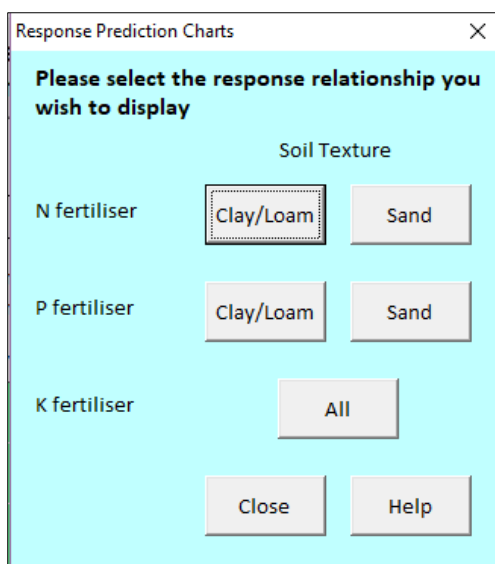 Response Prediction Charts
Please select the response relationship you
wish to display
Soil Texture
N fertiliser Clay/Loam Sand
P fertiliser Clay/Loam Sand
K fertiliser All
Close Help